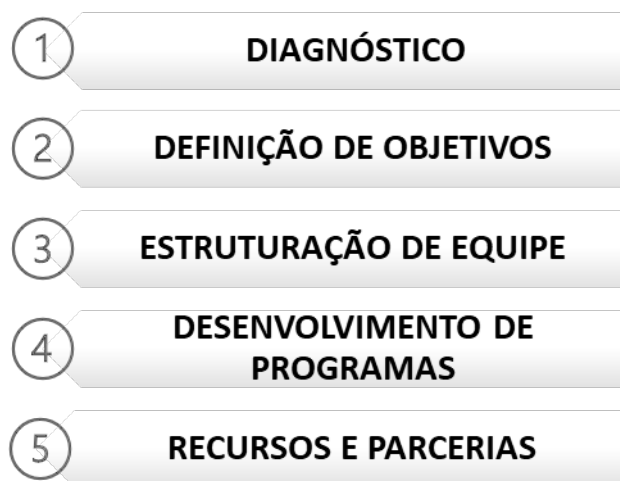 1 DIAGNÓSTICO
2 DEFINIÇÃO DE OBJETIVOS
3 ESTRUTURAÇÃO DE EQUIPE
4 DESENVOLVIMENTO DE
PROGRAMAS
5 RECURSOS E PARCERIAS